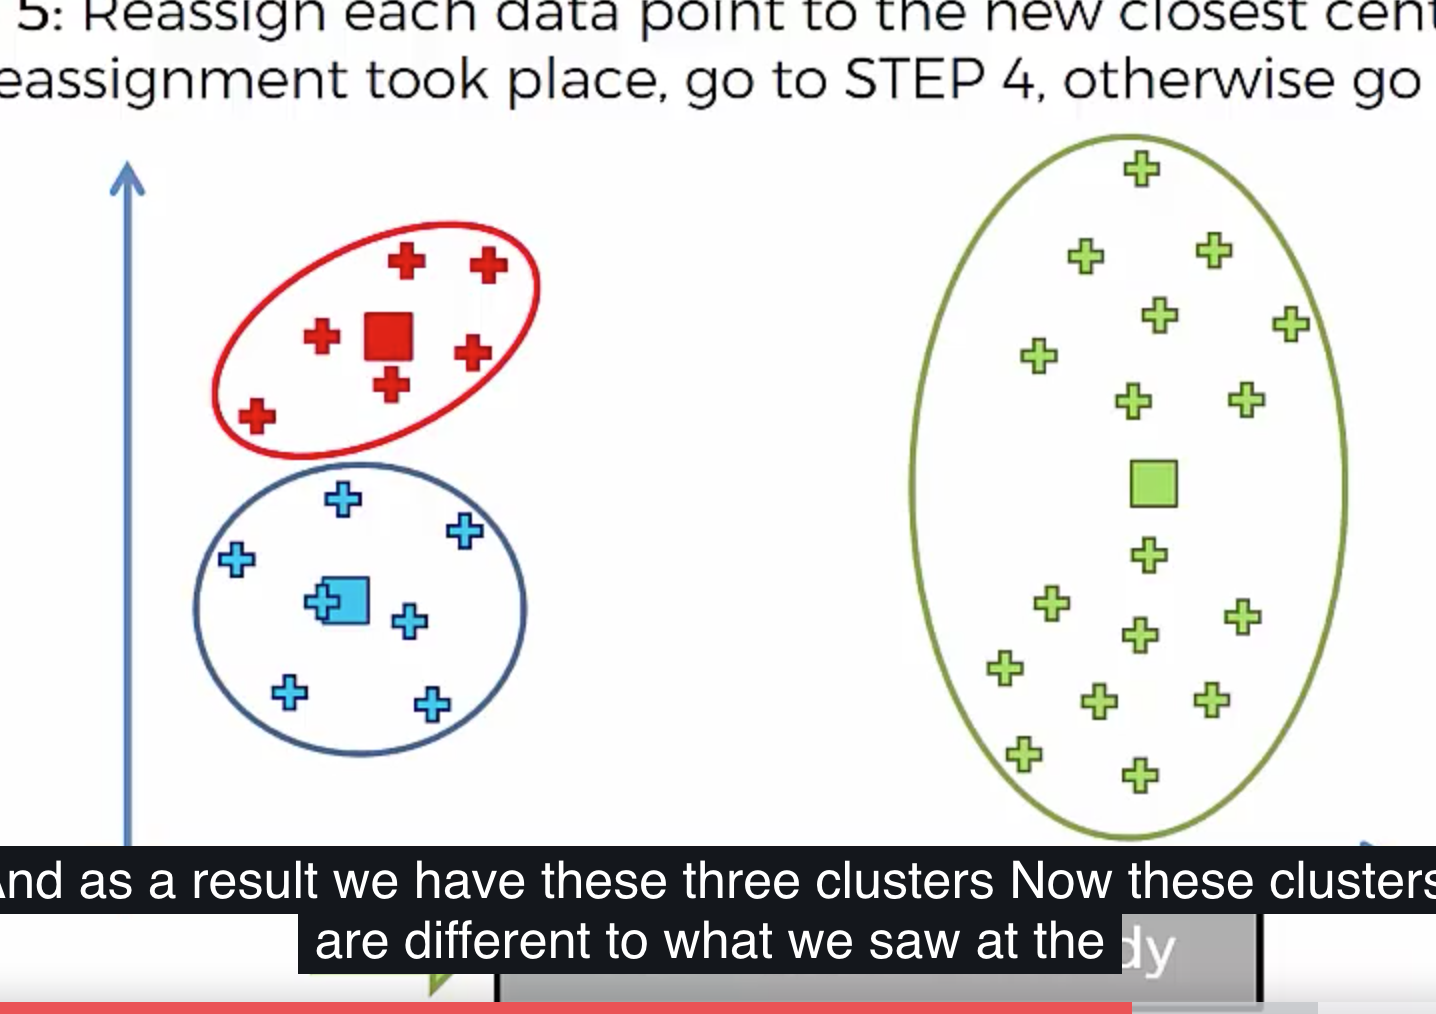 5: Reassign each data point to the new closest cent
eassignment took place, go to STEP 4, otherwise go
And as a result we have these three clusters Now these clusters
are different to what we saw at the
dy